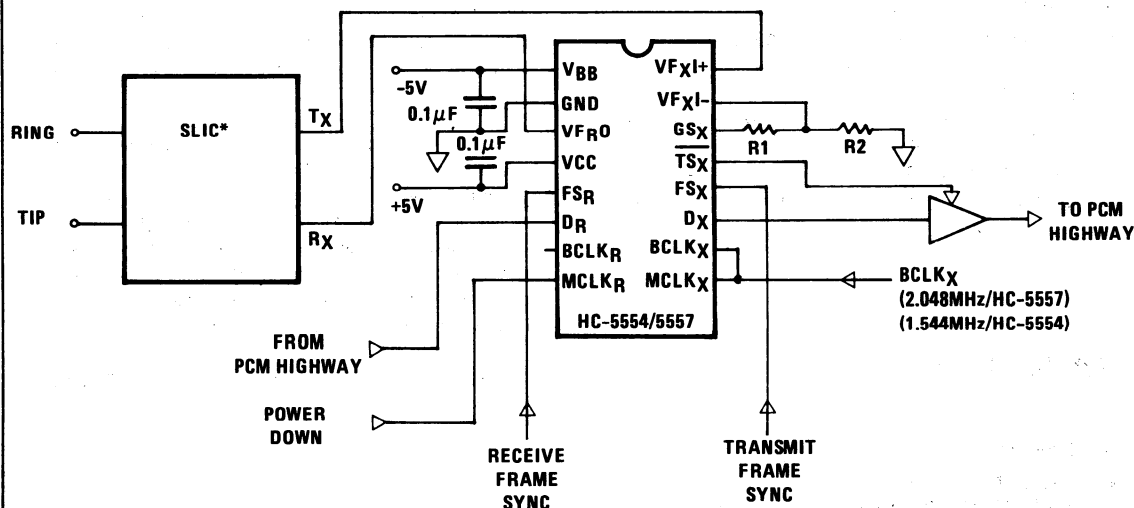 RING
TIP
SLIC*
TX
RX
-5V
0.1µF
0.1µF
+5V
VBB
GND
VFRO
VCC
FSR
DR
BCLKR
MCLKR
VFXI+
VFXI-
GSX
TSX
FSX
DX
BCLKX
MCLKX
HC-5554/5557
R1
R2
TO PCM
HIGHWAY
BCLKX
(2.048MHz/HC-5557)
(1.544MHz/HC-5554)
FROM
PCM HIGHWAY
POWER
DOWN
RECEIVE
FRAME
SYNC
TRANSMIT
FRAME
SYNC